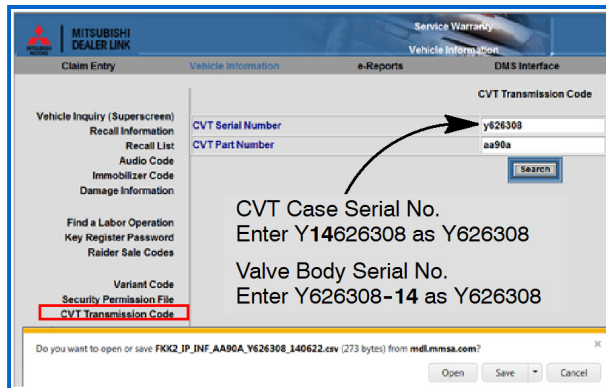 MITSUBISHI
DEALER LINK
MITSUBISHI
MOTORS
Service Warranty
Vehicle Information
Claim Entry
Vehicle Information
e-Reports
DMS Interface
CVT Transmission Code
Vehicle Inquiry (Superscreen)
Recall Information
Recall List
Audio Code
Immobilizer Code
Damage Information
Find a Labor Operation
Key Register Password
Raider Sale Codes
Variant Code
Security Permission File
CVT Transmission Code
CVT Serial Number
y626308
CVT Part Number
aa90a
Search
CVT Case Serial No.
Enter Y14626308 as Y626308
Valve Body Serial No.
Enter Y626308-14 as Y626308
Do you want to open or save FKK2_IP_INF_AA90A_Y626308_140622.csv (273 bytes) from mdl.mmsa.com?
Open
Save
Cancel